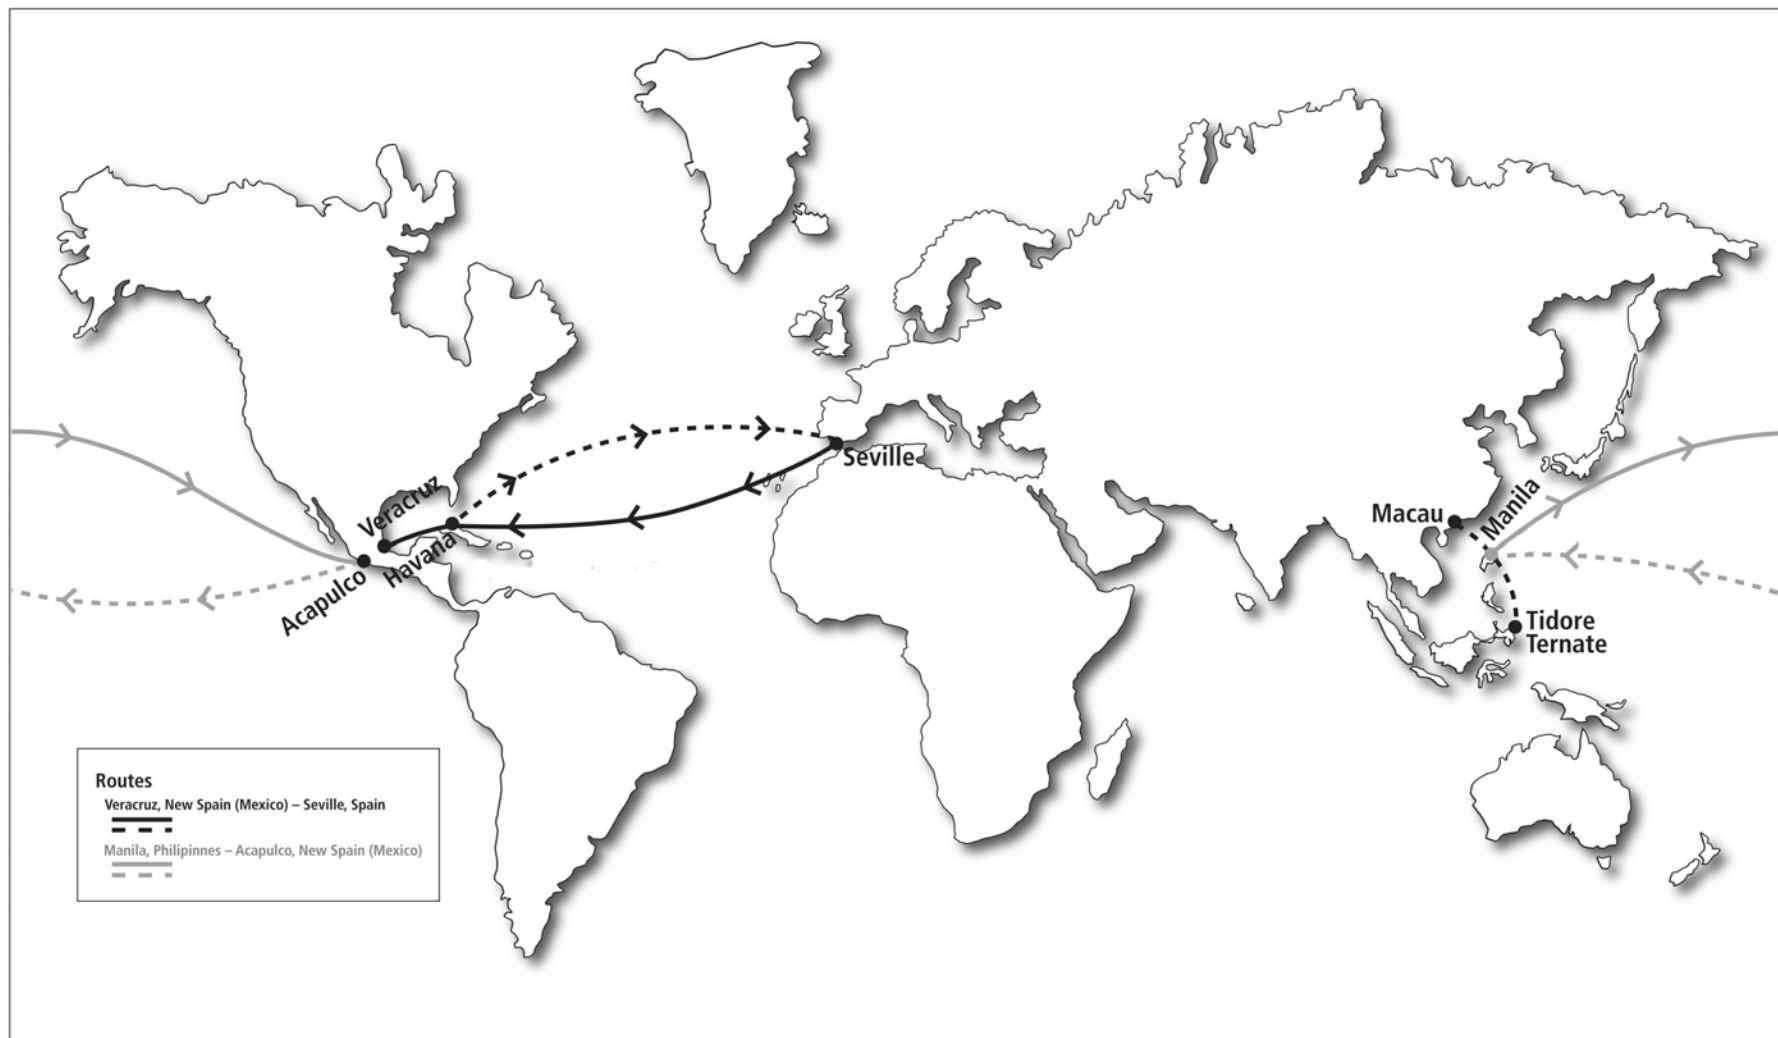 Veracruz
Havana
Acapulco
Seville
Macau
Manila
Tidore
Ternate
Routes
Veracruz, New Spain (Mexico) – Seville, Spain
Manila, Philipinnes – Acapulco, New Spain (Mexico)